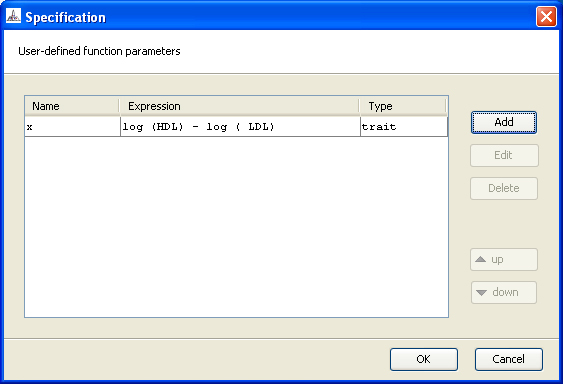 Specification
User-defined function parameters
Name Expression Type
x log (HDL) - log ( LDL) trait
Add
Edit
Delete
up
down
OK Cancel